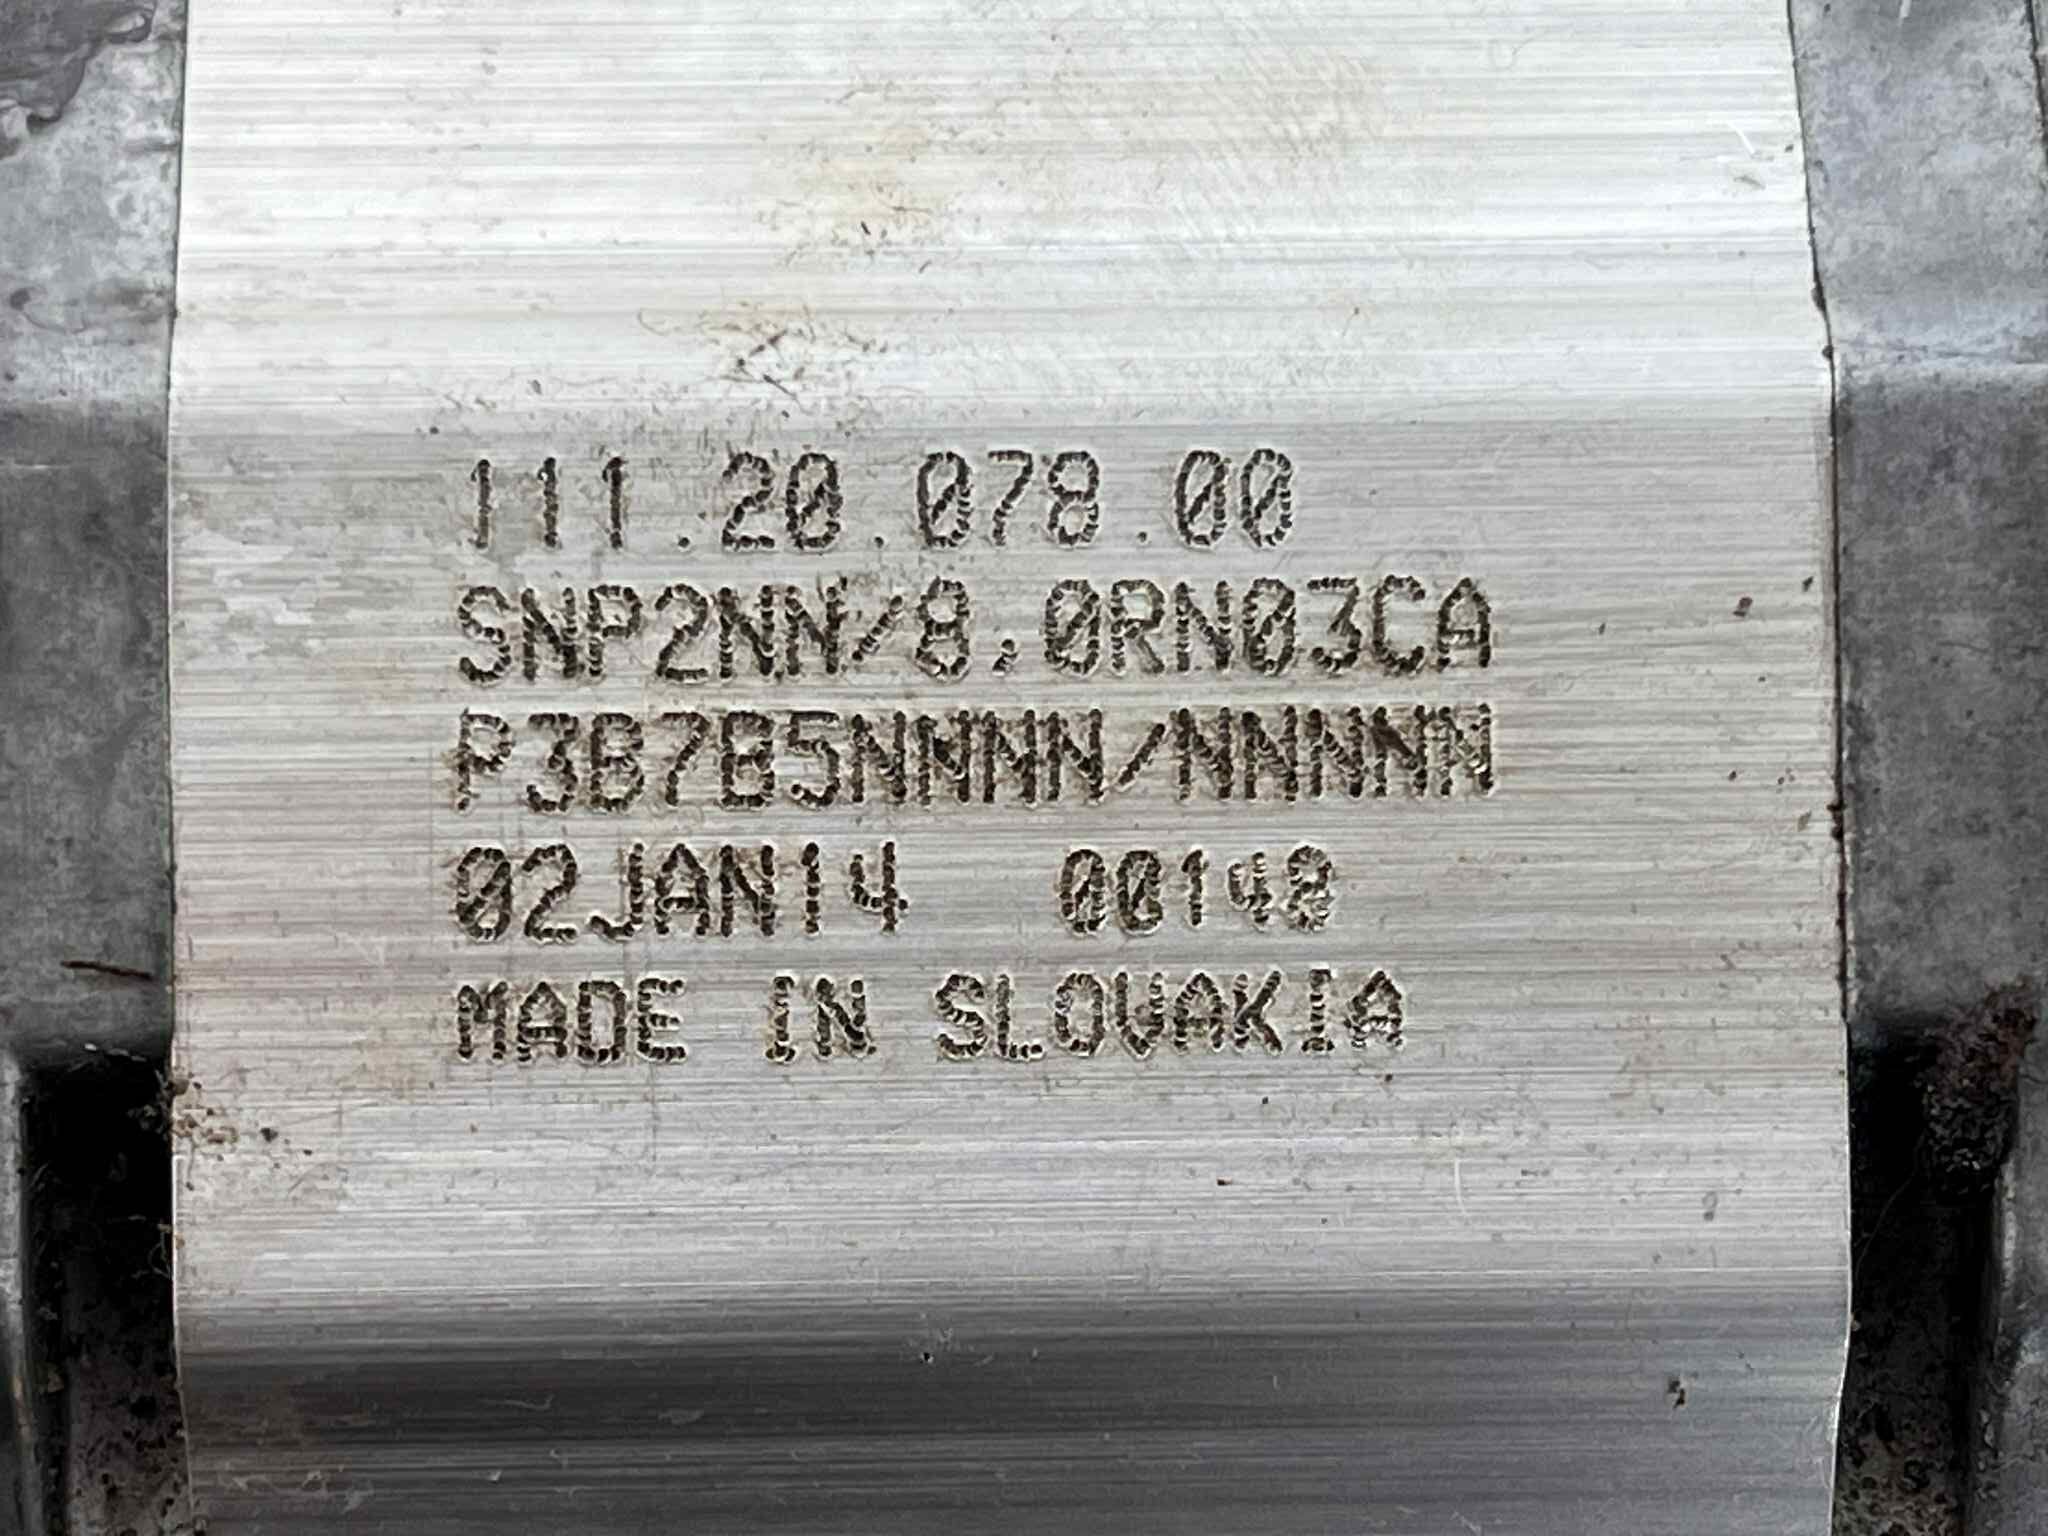 111.20.078.00
SNP2NN/8.0RN03CA
P3B7B5NNNN/NNNNN
02JAN14 00148
MADE IN SLOVAKIA